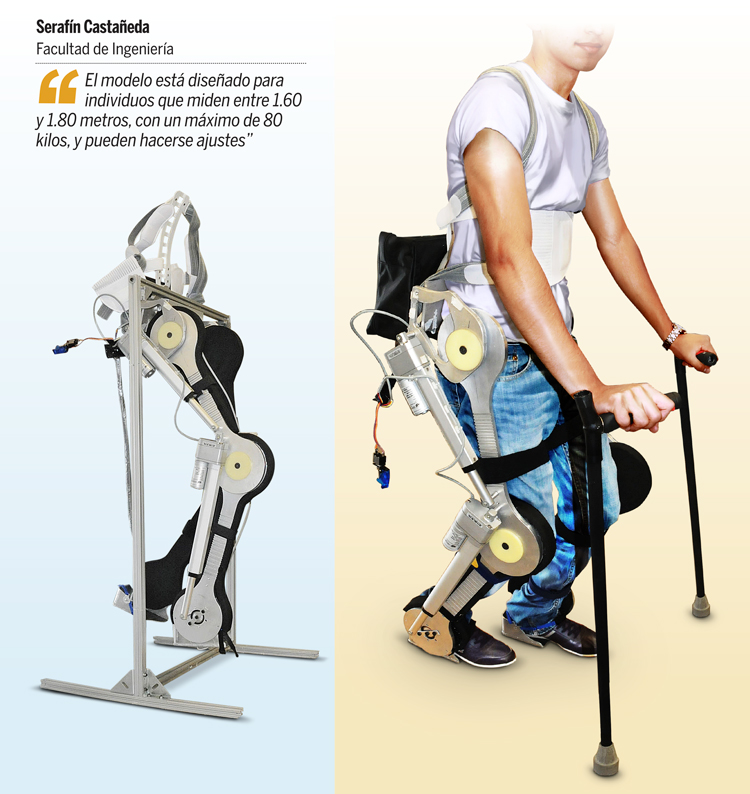 Serafín Castañeda
Facultad de Ingeniería
“El modelo está diseñado para
individuos que miden entre 1.60
y 1.80 metros, con un máximo de 80
kilos, y pueden hacerse ajustes”